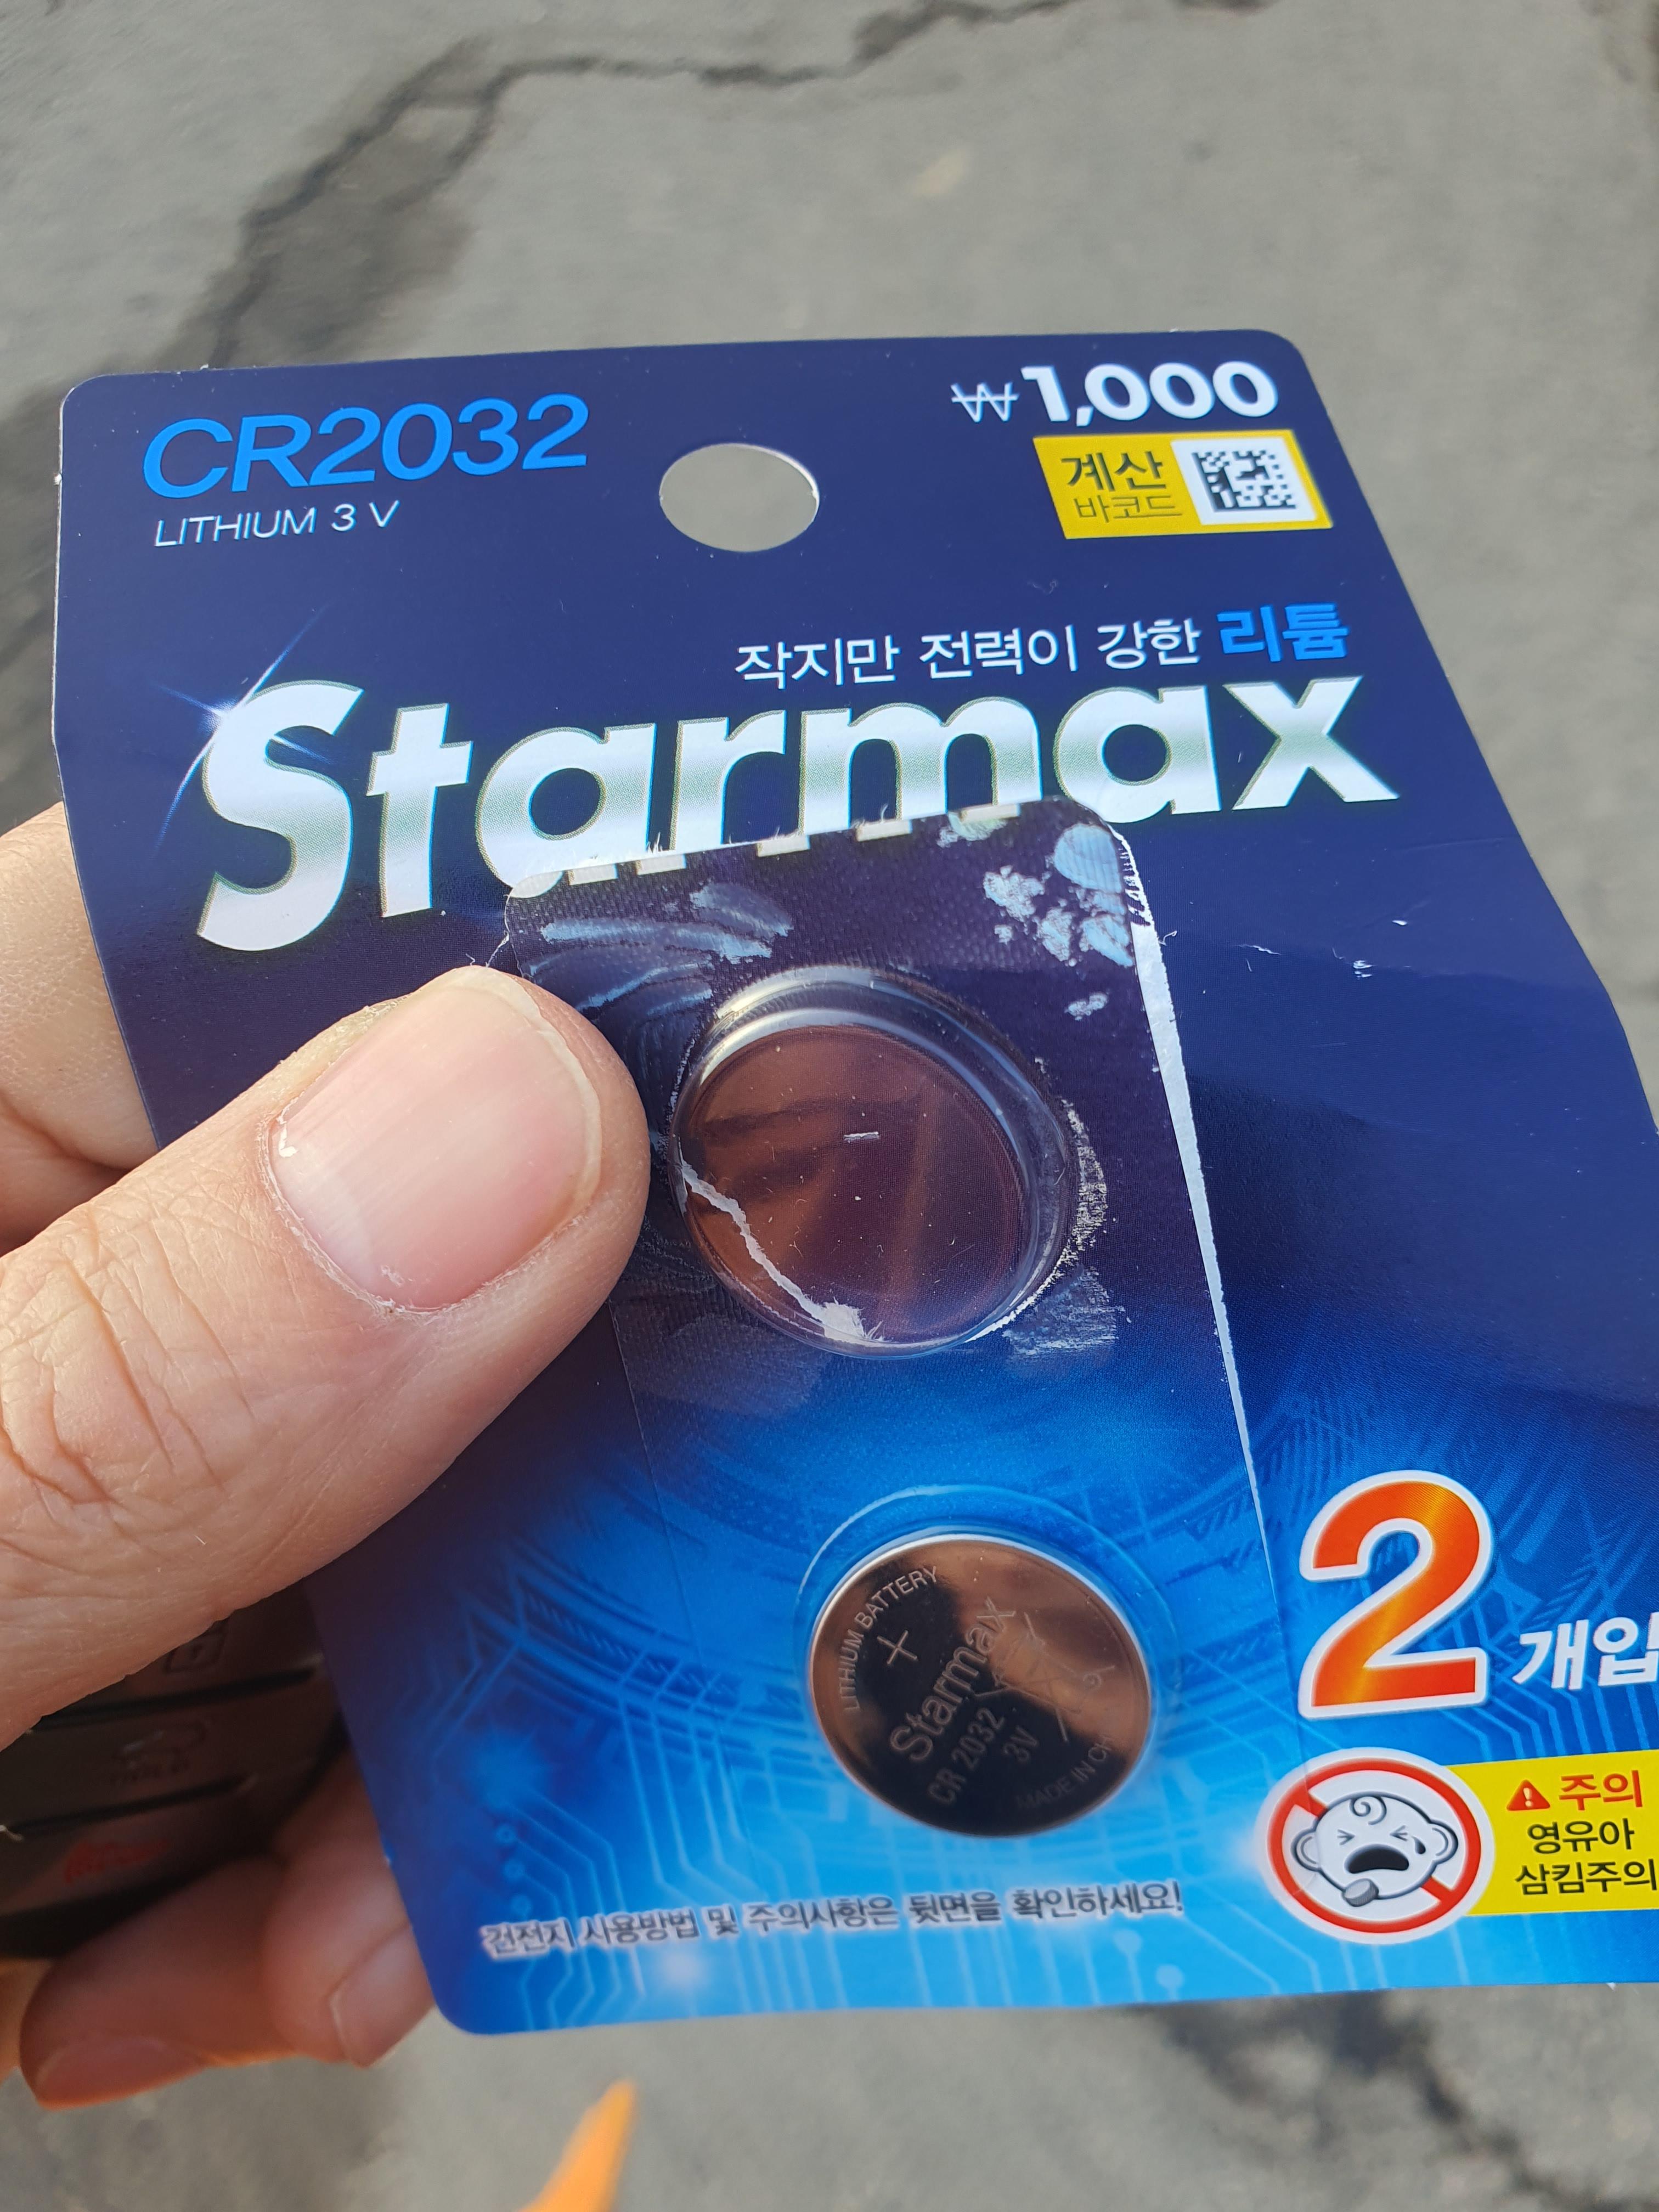 CR2032
LITHIUM 3 V
₩1,000
계산
바코드
작지만 전력이 강한 리튬
Starmax
LITHIUM BATTERY
+
Starmax
CR 2032
3V
MADE IN
2개입
주의
영유아
삼킴주의
건전지 사용방법 및 주의사항은 뒷면을 확인하세요!